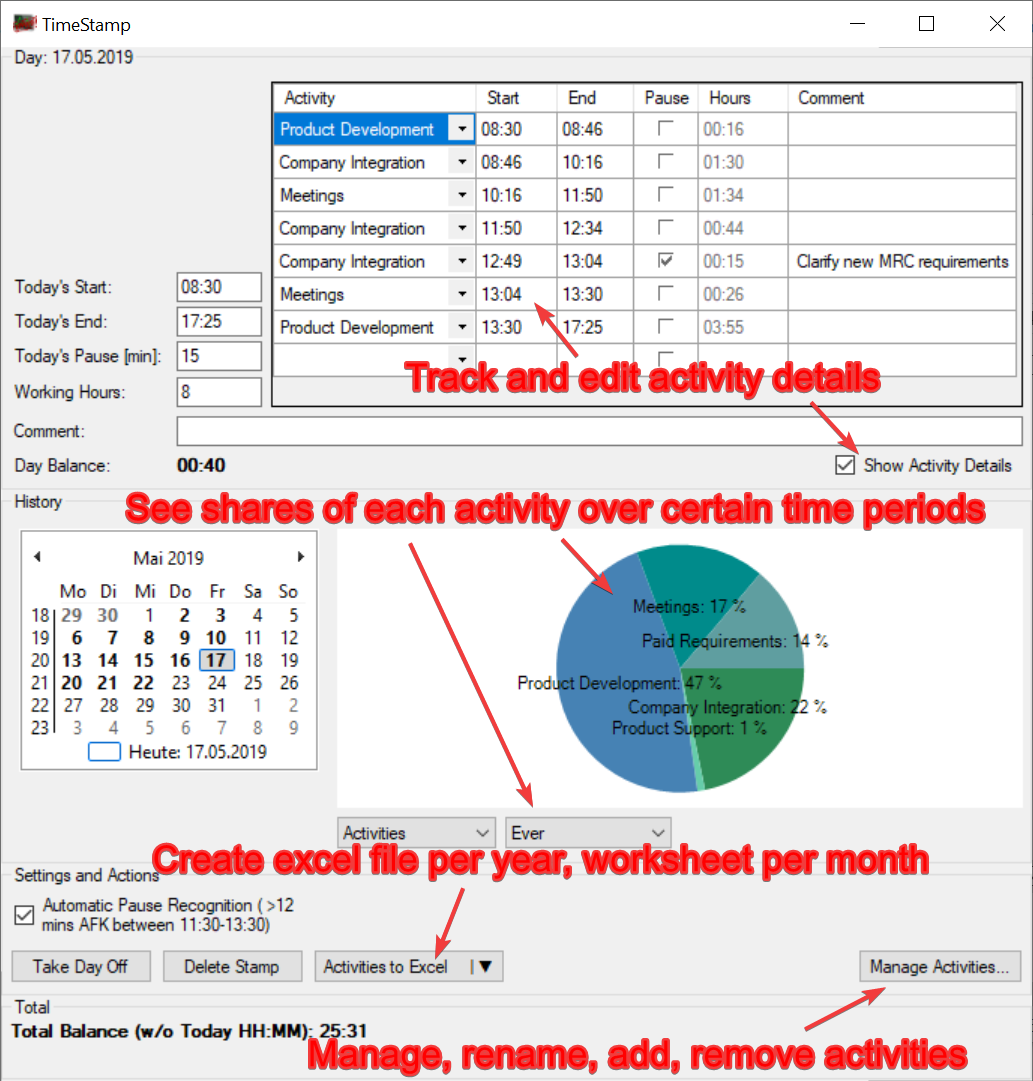 TimeStamp
Day: 17.05.2019
Activity Start End Pause Hours Comment
Product Development 08:30 08:46 00:16
Company Integration 08:46 10:16 01:30
Meetings 10:16 11:50 01:34
Company Integration 11:50 12:34 00:44
Company Integration 12:49 13:04 00:15 Clarify new MRC requirements
Meetings 13:04 13:30 00:26
Product Development 13:30 17:25 03:55
Today's Start: 08:30
Today's End: 17:25
Today's Pause [min]: 15
Working Hours: 8
Track and edit activity details
Comment:
Day Balance: 00:40
Show Activity Details
History
See shares of each activity over certain time periods
Mai 2019
Mo Di Mi Do Fr Sa So
18 29 30 1 2 3 4 5
19 6 7 8 9 10 11 12
20 13 14 15 16 17 18 19
21 20 21 22 23 24 25 26
22 27 28 29 30 31 1 2
23 3 4 5 6 7 8 9
Heute: 17.05.2019
Meetings: 17 %
Paid Requirements: 14 %
Product Development: 47 %
Company Integration: 22 %
Product Support: 1 %
Activities Ever
Create excel file per year, worksheet per month
Settings and Actions
Automatic Pause Recognition ( >12
mins AFK between 11:30-13:30)
Take Day Off Delete Stamp Activities to Excel |▼ Manage Activities...
Total
Total Balance (w/o Today HH:MM): 25:31
Manage, rename, add, remove activities